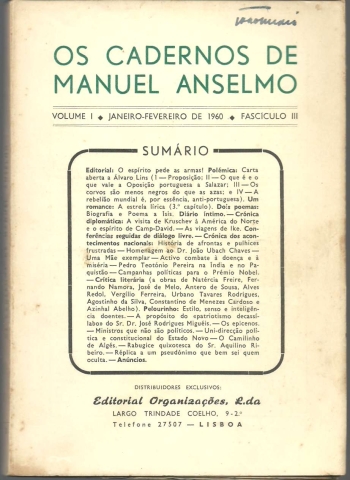 OS CADERNOS DE
MANUEL ANSELMO
VOLUME I ◆ JANEIRO-FEVEREIRO DE 1960 ◆ FASCÍCULO III
SUMÁRIO
Editorial: O espírito pede as armas! Polémica: Carta
aberta a Álvaro Lins (I — Proposição; II — O que é e o
que vale a Oposição portuguesa a Salazar; III — Os
corvos são menos negros do que as azas; e IV — A
rebelião mundial é, por essência, anti-portuguesa). Um
romance: A estrela lírica (3.º capítulo). Dois poemas:
Biografia e Poema a Isis. Diário íntimo. — Crónica
diplomática: A visita de Kruschev à América do Norte
e o espírito de Camp-David. — As viagens de Ike. Con-
ferências seguidas de diálogo livre. — Crónica dos acon-
tecimentos nacionais: História de afrontas e pulhices
frustradas — Homenagem ao Dr. João Ubach Chaves —
Uma Mãe exemplar — Activo combate à doença e à
miséria — Pedro Teotónio Pereira na Índia e no Pa-
quistão — Campanhas políticas para o Prémio Nobel.
— Crítica literária (a obras de Natércia Freire, Fer-
nando Namora, José de Melo, Antero de Sousa, Alves
Redol, Vergílio Ferreira, Urbano Tavares Rodrigues,
Agostinho da Silva, Constantino de Menezes Cardoso e
Azinhal Abelho). Pelourinho: Estilo, senso e inteligên-
cia doentes. — A propósito do espatriotismo decassi-
labos do Sr. Dr. José Rodrigues Miguéis. — Os epicenos.
— Ministros que não são políticos. — Uni-direcção polí-
tica e constitucional do Estado Novo — O Camilinho
de Algés. — Rabugice quixotesca do Sr. Aquilino Ri-
beiro. — Réplica a um pseudónimo que bem sei quem
oculta. — Anúncios.
DISTRIBUIDORES EXCLUSIVOS:
Editorial Organizações, L.da
LARGO TRINDADE COELHO, 9-2.º
Telefone 27507 — LISBOA